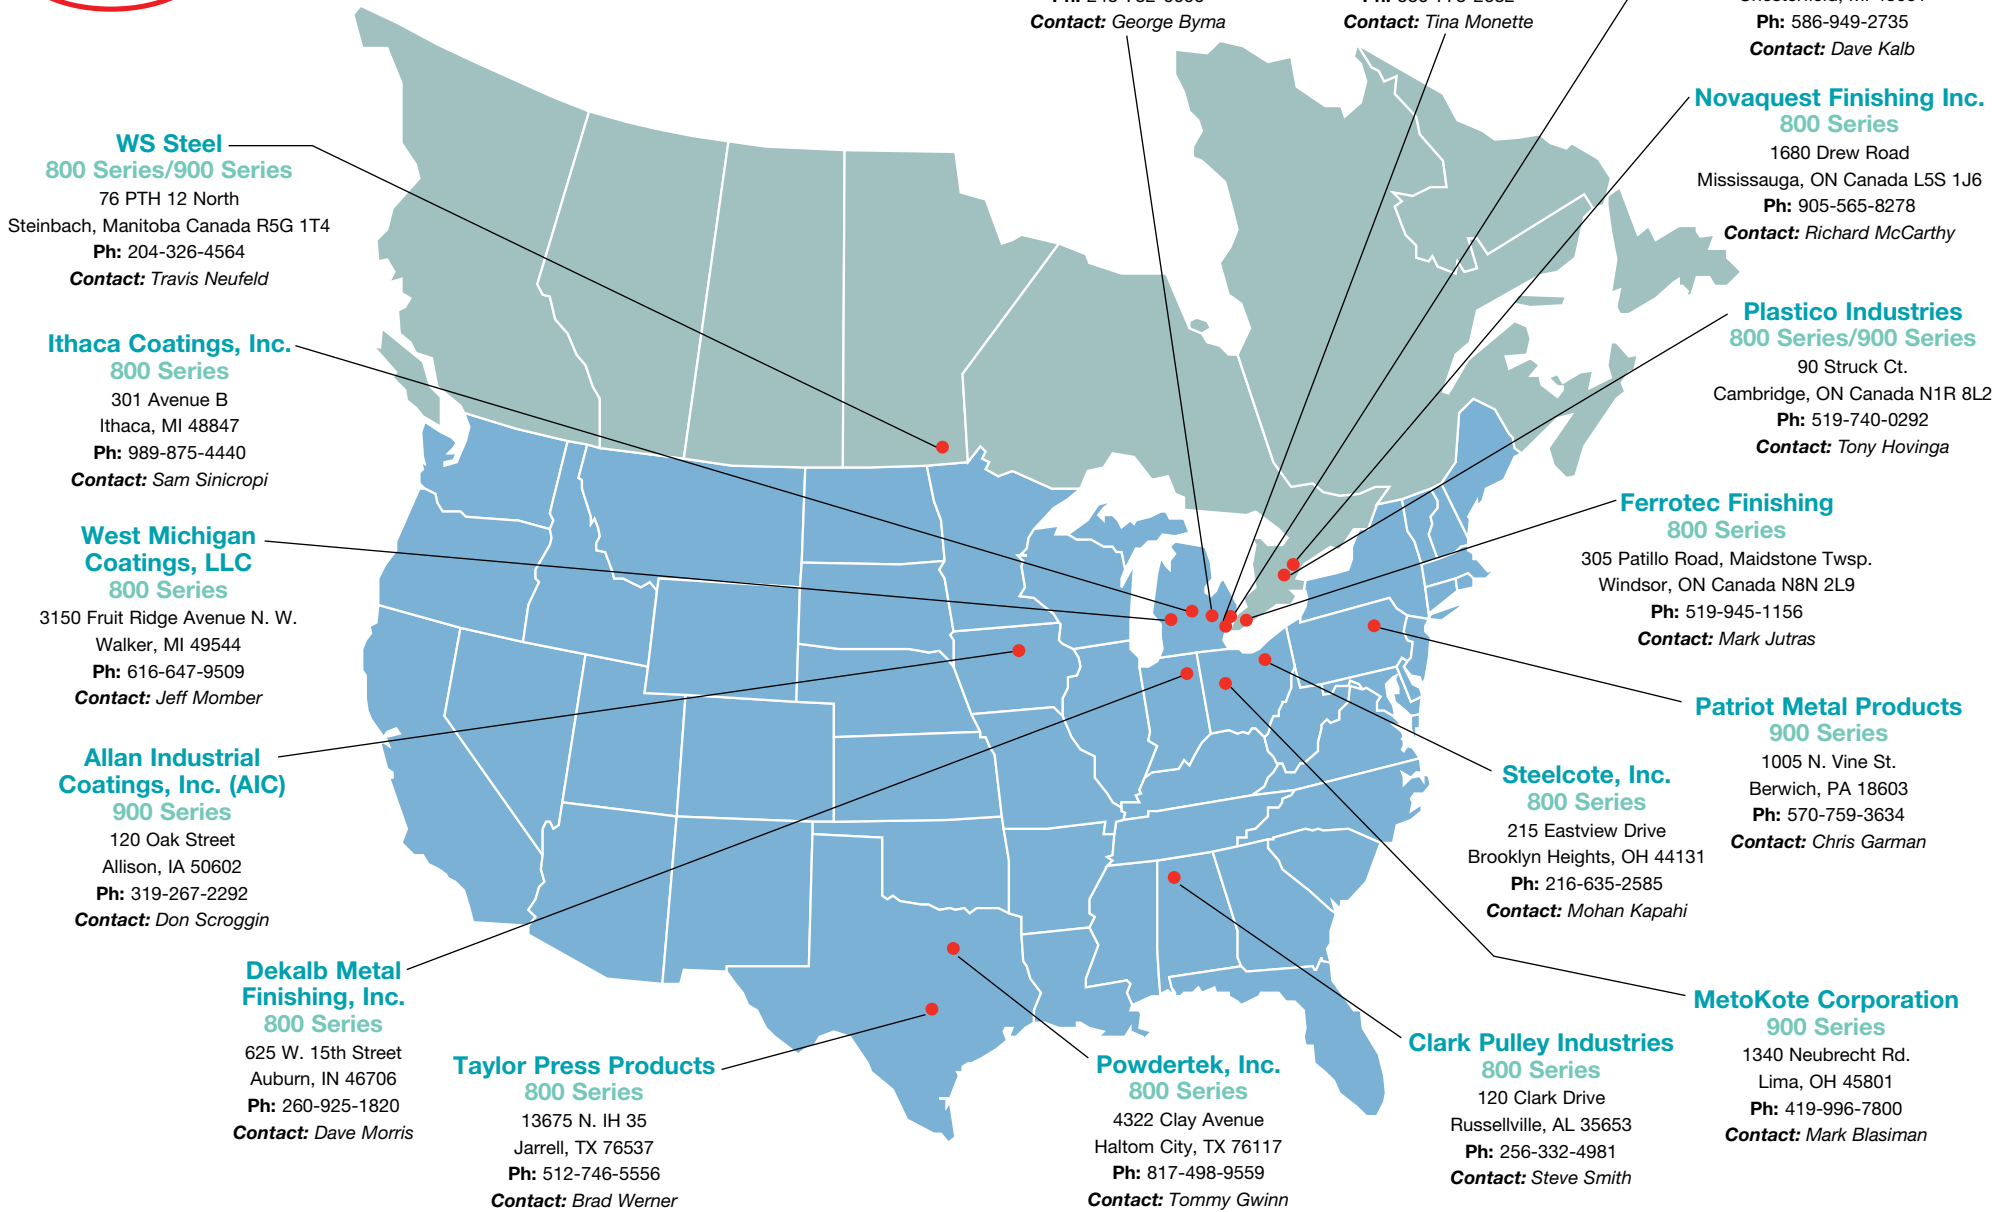 Contact: George Byma
Contact: Tina Monette
Ph: 586-949-2735
Contact: Dave Kalb
Novaquest Finishing Inc.
800 Series
1680 Drew Road
Mississauga, ON Canada L5S 1J6
Ph: 905-565-8278
Contact: Richard McCarthy
WS Steel
800 Series/900 Series
76 PTH 12 North
Steinbach, Manitoba Canada R5G 1T4
Ph: 204-326-4564
Contact: Travis Neufeld
Plastico Industries
800 Series/900 Series
90 Struck Ct.
Cambridge, ON Canada N1R 8L2
Ph: 519-740-0292
Contact: Tony Hovinga
Ithaca Coatings, Inc.
800 Series
301 Avenue B
Ithaca, MI 48847
Ph: 989-875-4440
Contact: Sam Sinicropi
Ferrotec Finishing
800 Series
305 Patillo Road, Maidstone Twsp.
Windsor, ON Canada N8N 2L9
Ph: 519-945-1156
Contact: Mark Jutras
West Michigan
Coatings, LLC
800 Series
3150 Fruit Ridge Avenue N. W.
Walker, MI 49544
Ph: 616-647-9509
Contact: Jeff Momber
Patriot Metal Products
900 Series
1005 N. Vine St.
Berwich, PA 18603
Ph: 570-759-3634
Contact: Chris Garman
Allan Industrial
Coatings, Inc. (AIC)
900 Series
120 Oak Street
Allison, IA 50602
Ph: 319-267-2292
Contact: Don Scroggin
Steelcote, Inc.
800 Series
215 Eastview Drive
Brooklyn Heights, OH 44131
Ph: 216-635-2585
Contact: Mohan Kapahi
Dekalb Metal
Finishing, Inc.
800 Series
625 W. 15th Street
Auburn, IN 46706
Ph: 260-925-1820
Contact: Dave Morris
Taylor Press Products
800 Series
13675 N. IH 35
Jarrell, TX 76537
Ph: 512-746-5556
Contact: Brad Werner
Powdertek, Inc.
800 Series
4322 Clay Avenue
Haltom City, TX 76117
Ph: 817-498-9559
Contact: Tommy Gwinn
Clark Pulley Industries
800 Series
120 Clark Drive
Russellville, AL 35653
Ph: 256-332-4981
Contact: Steve Smith
MetoKote Corporation
900 Series
1340 Neubrecht Rd.
Lima, OH 45801
Ph: 419-996-7800
Contact: Mark Blasiman